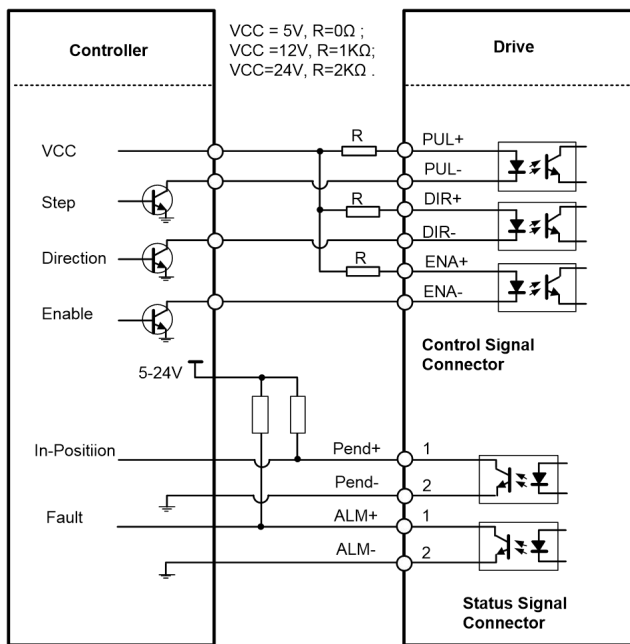 Controller
VCC = 5V, R=0Ω ;
VCC =12V, R=1KΩ;
VCC=24V, R=2KΩ .
Drive
VCC
R
PUL+
PUL-
Step
R
DIR+
DIR-
Direction
R
ENA+
ENA-
Enable
Control Signal
Connector
5-24V
In-Positiion
Pend+
1
Pend-
2
Fault
ALM+
1
ALM-
2
Status Signal
Connector